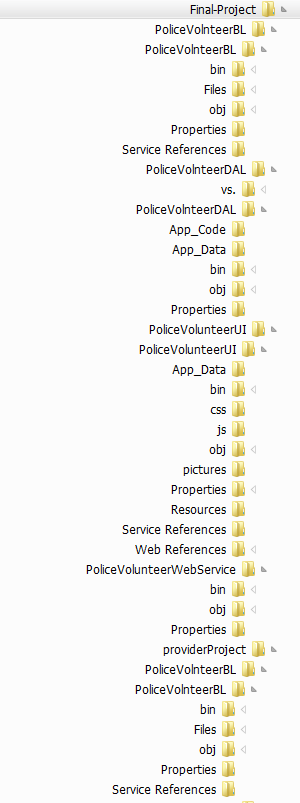 Final-Project
PoliceVolnteerBL
PoliceVolnteerBL
bin
Files
obj
Properties
Service References
PoliceVolnteerDAL
vs.
PoliceVolnteerDAL
App_Code
App_Data
bin
obj
Properties
PoliceVolunteerUI
PoliceVolunteerUI
App_Data
bin
css
js
obj
pictures
Properties
Resources
Service References
Web References
PoliceVolunteerWebService
bin
obj
Properties
providerProject
PoliceVolnteerBL
PoliceVolnteerBL
bin
Files
obj
Properties
Service References